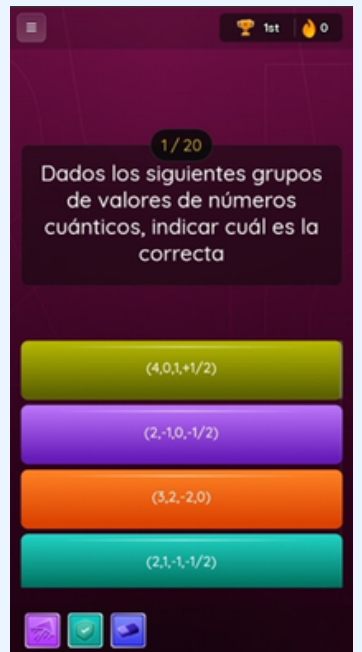 1st 0
1 / 20
Dados los siguientes grupos
de valores de números
cuánticos, indicar cuál es la
correcta
(4,0,1,+1/2)
(2,-1,0,-1/2)
(3,2,-2,0)
(2,1,-1,-1/2)